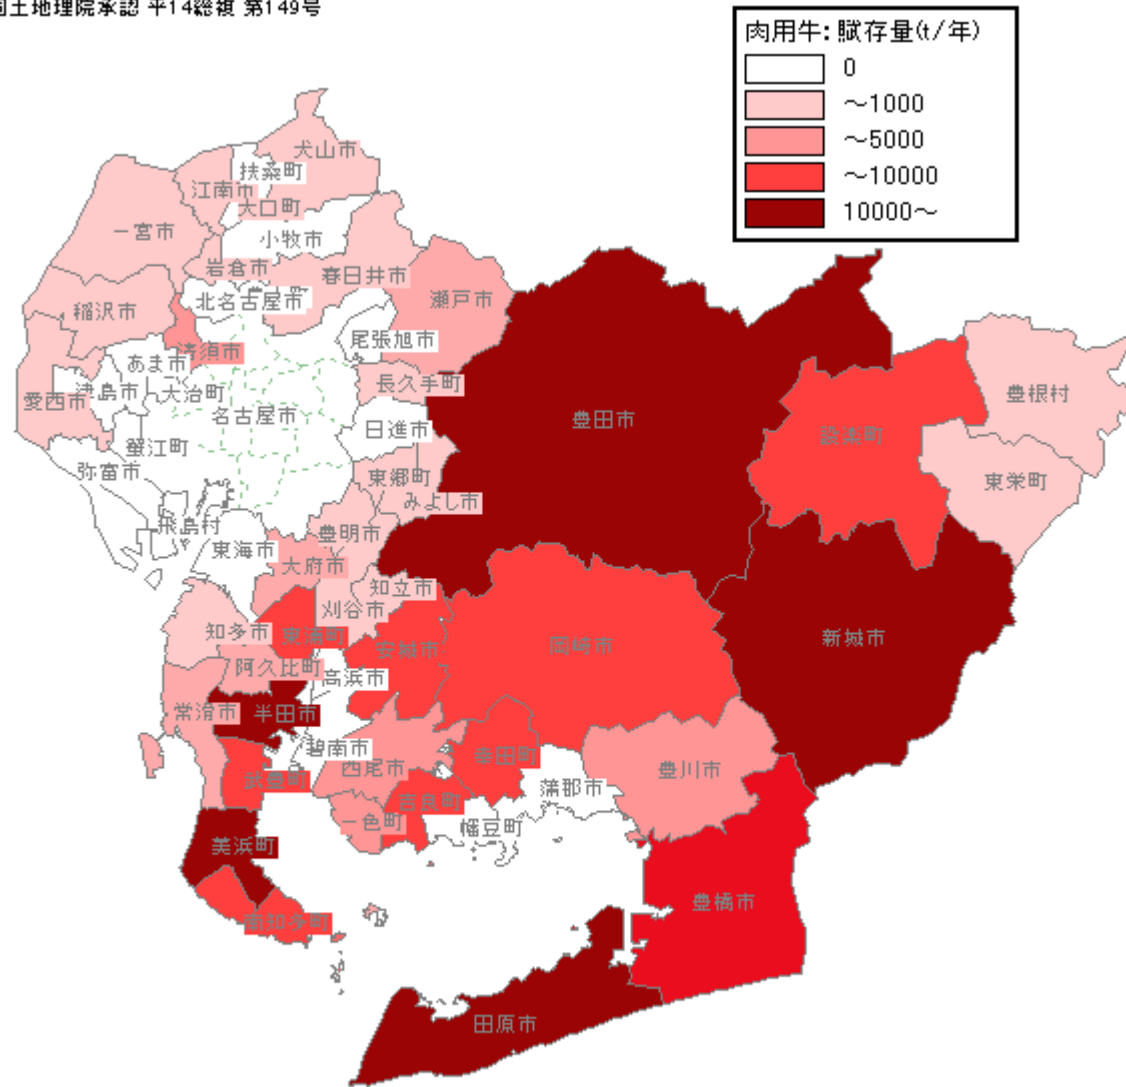 国土地理院承認 平14総複 第149号
肉用牛: 賦存量(t/年)
0
～1000
～5000
～10000
10000～
犬山市
扶桑町
江南市
大口町
一宮市
小牧市
岩倉市
春日井市
稲沢市
北名古屋市
瀬戸市
尾張旭市
清須市
あま市
長久手町
津島市
大治町
愛西市
名古屋市
豊根村
豊田市
日進市
設楽町
蟹江町
弥富市
東郷町
東栄町
みよし市
飛島村
豊明市
東海市
大府市
知立市
刈谷市
知多市
東浦町
安城市
岡崎市
新城市
阿久比町
高浜市
常滑市
半田市
碧南市
幸田町
西尾市
豊川市
武豊町
蒲郡市
吉良町
一色町
幡豆町
美浜町
豊橋市
南知多町
田原市